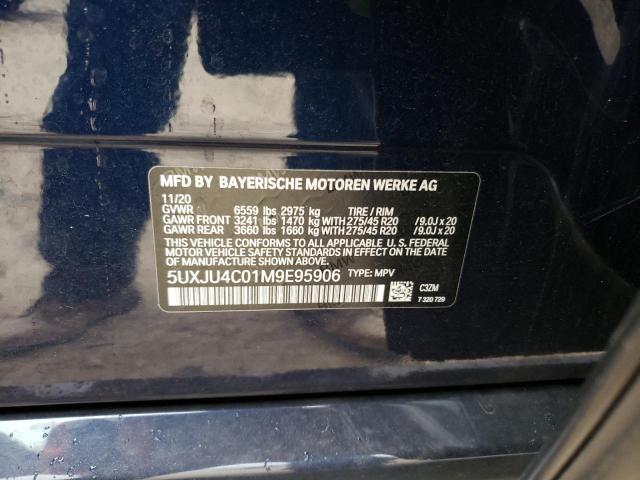 MFD BY BAYERISCHE MOTOREN WERKE AG
11/20
GVWR 6559 lbs 2975 kg TIRE / RIM
GAWR FRONT 3241 lbs 1470 kg WITH 275/45 R20 /9.0J x 20
GAWR REAR 3660 lbs 1660 kg WITH 275/45 R20 /9.0J x 20
THIS VEHICLE CONFORMS TO ALL APPLICABLE U. S. FEDERAL
MOTOR VEHICLE SAFETY STANDARDS IN EFFECT ON
THE DATE OF MANUFACTURE SHOWN ABOVE.
5UXJU4C01M9E95906 TYPE: MPV
C3ZM
7 320 729